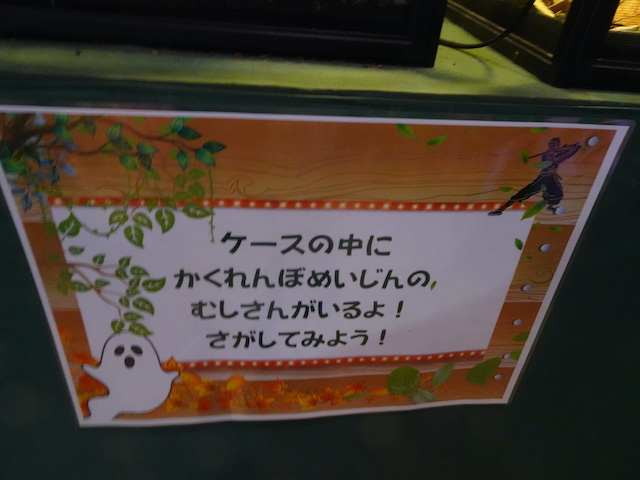 ケースの中に
かくれんぼめいじんの
むしさんがいるよ！
さがしてみよう！